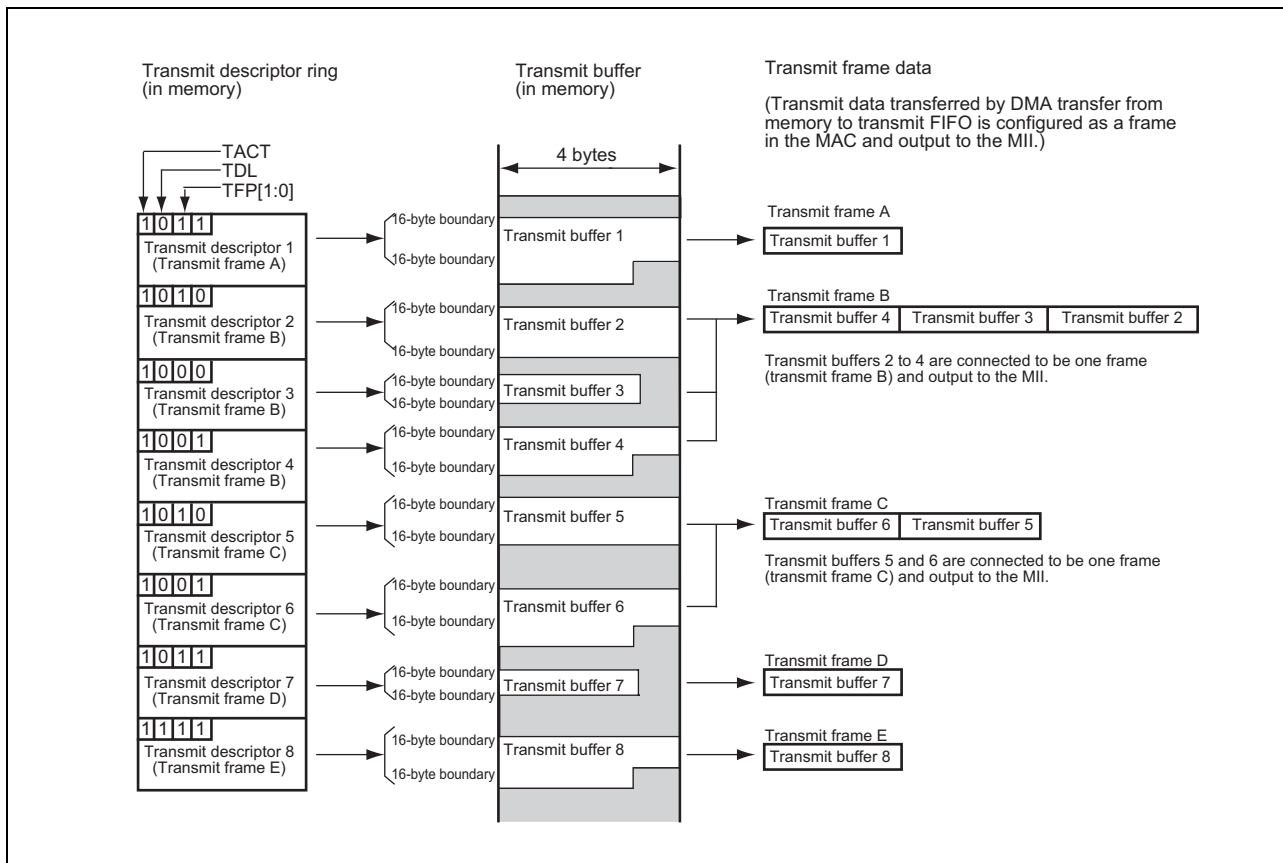 Transmit descriptor ring
(in memory)
Transmit buffer
(in memory)
Transmit frame data
(Transmit data transferred by DMA transfer from
memory to transmit FIFO is configured as a frame
in the MAC and output to the MII.)
TACT
TDL
TFP[1:0]
4 bytes
1 0 1 1
Transmit descriptor 1
(Transmit frame A)
16-byte boundary
16-byte boundary
Transmit buffer 1
Transmit frame A
Transmit buffer 1
1 0 1 0
Transmit descriptor 2
(Transmit frame B)
16-byte boundary
16-byte boundary
Transmit buffer 2
Transmit frame B
Transmit buffer 4 Transmit buffer 3 Transmit buffer 2
Transmit buffers 2 to 4 are connected to be one frame
(transmit frame B) and output to the MII.
1 0 0 0
Transmit descriptor 3
(Transmit frame B)
16-byte boundary
16-byte boundary
Transmit buffer 3
1 0 0 1
Transmit descriptor 4
(Transmit frame B)
16-byte boundary
16-byte boundary
Transmit buffer 4
1 0 1 0
Transmit descriptor 5
(Transmit frame C)
16-byte boundary
16-byte boundary
Transmit buffer 5
Transmit frame C
Transmit buffer 6 Transmit buffer 5
Transmit buffers 5 and 6 are connected to be one frame
(transmit frame C) and output to the MII.
1 0 0 1
Transmit descriptor 6
(Transmit frame C)
16-byte boundary
16-byte boundary
Transmit buffer 6
1 0 1 1
Transmit descriptor 7
(Transmit frame D)
16-byte boundary
16-byte boundary
Transmit buffer 7
Transmit frame D
Transmit buffer 7
1 1 1 1
Transmit descriptor 8
(Transmit frame E)
16-byte boundary
16-byte boundary
Transmit buffer 8
Transmit frame E
Transmit buffer 8